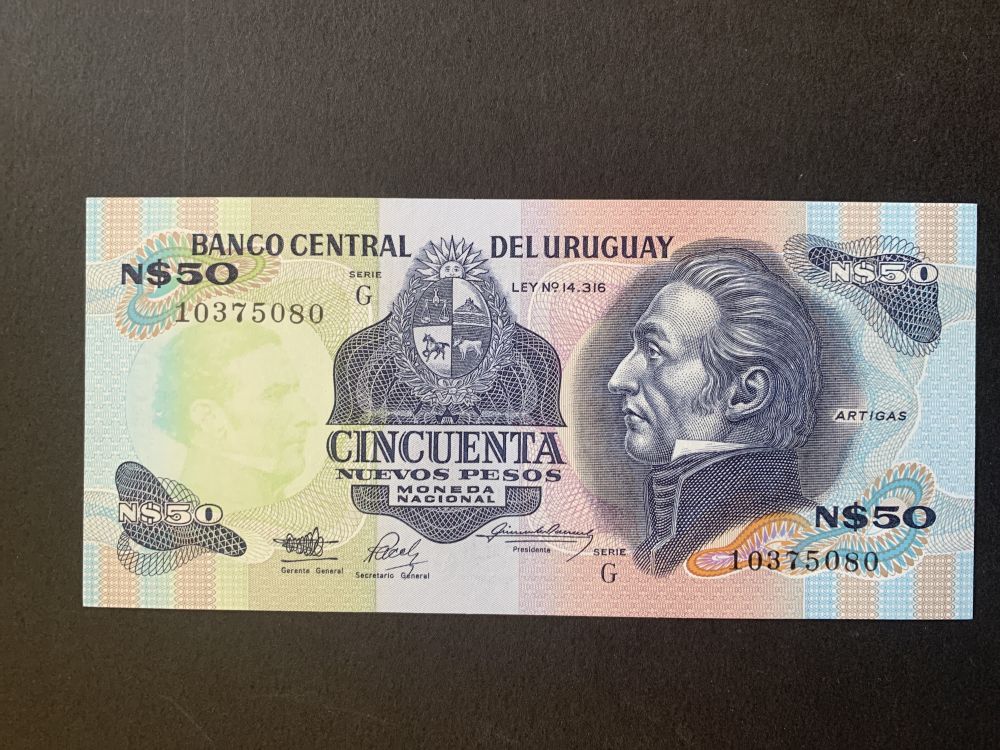 BANCO CENTRAL DEL URUGUAY
N$50
N$50
SERIE
G
LEY Nº 14.316
10375080
ARTIGAS
CINCUENTA
NUEVOS PESOS
MONEDA
NACIONAL
N$50
N$50
Gerente General
Secretario General
Presidente
SERIE
G
10375080